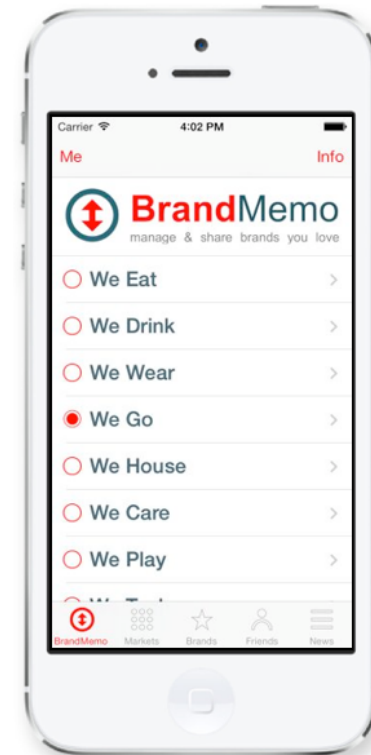 Carrier 4:02 PM
Me Info
BrandMemo
manage & share brands you love
We Eat
We Drink
We Wear
We Go
We House
We Care
We Play
We
BrandMemo Markets Brands Friends News